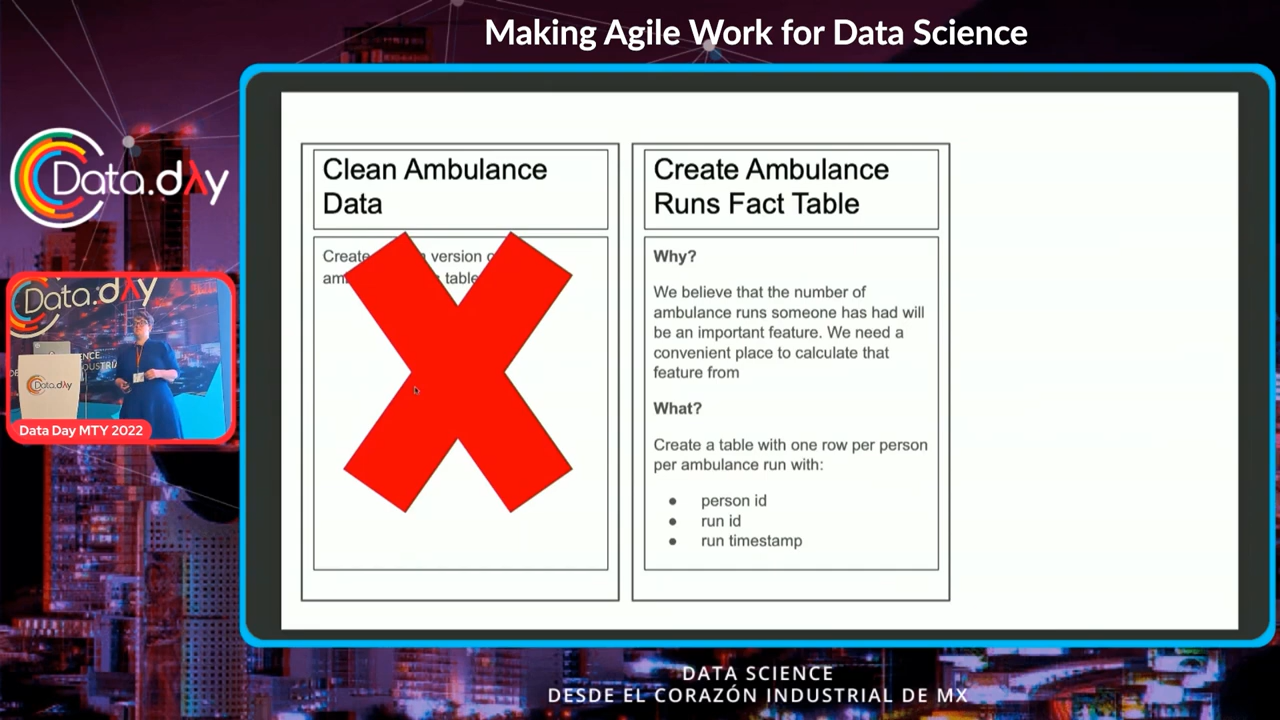 Making Agile Work for Data Science
Data.dλy
Clean Ambulance
Data
Create version
table
Create Ambulance
Runs Fact Table
Why?
We believe that the number of
ambulance runs someone has had will
be an important feature. We need a
convenient place to calculate that
feature from
What?
Create a table with one row per person
per ambulance run with:
● person id
● run id
● run timestamp
Data.dλy
Data.dλy
Data Day MTY 2022
DATA SCIENCE
DESDE EL CORAZÓN INDUSTRIAL DE MX